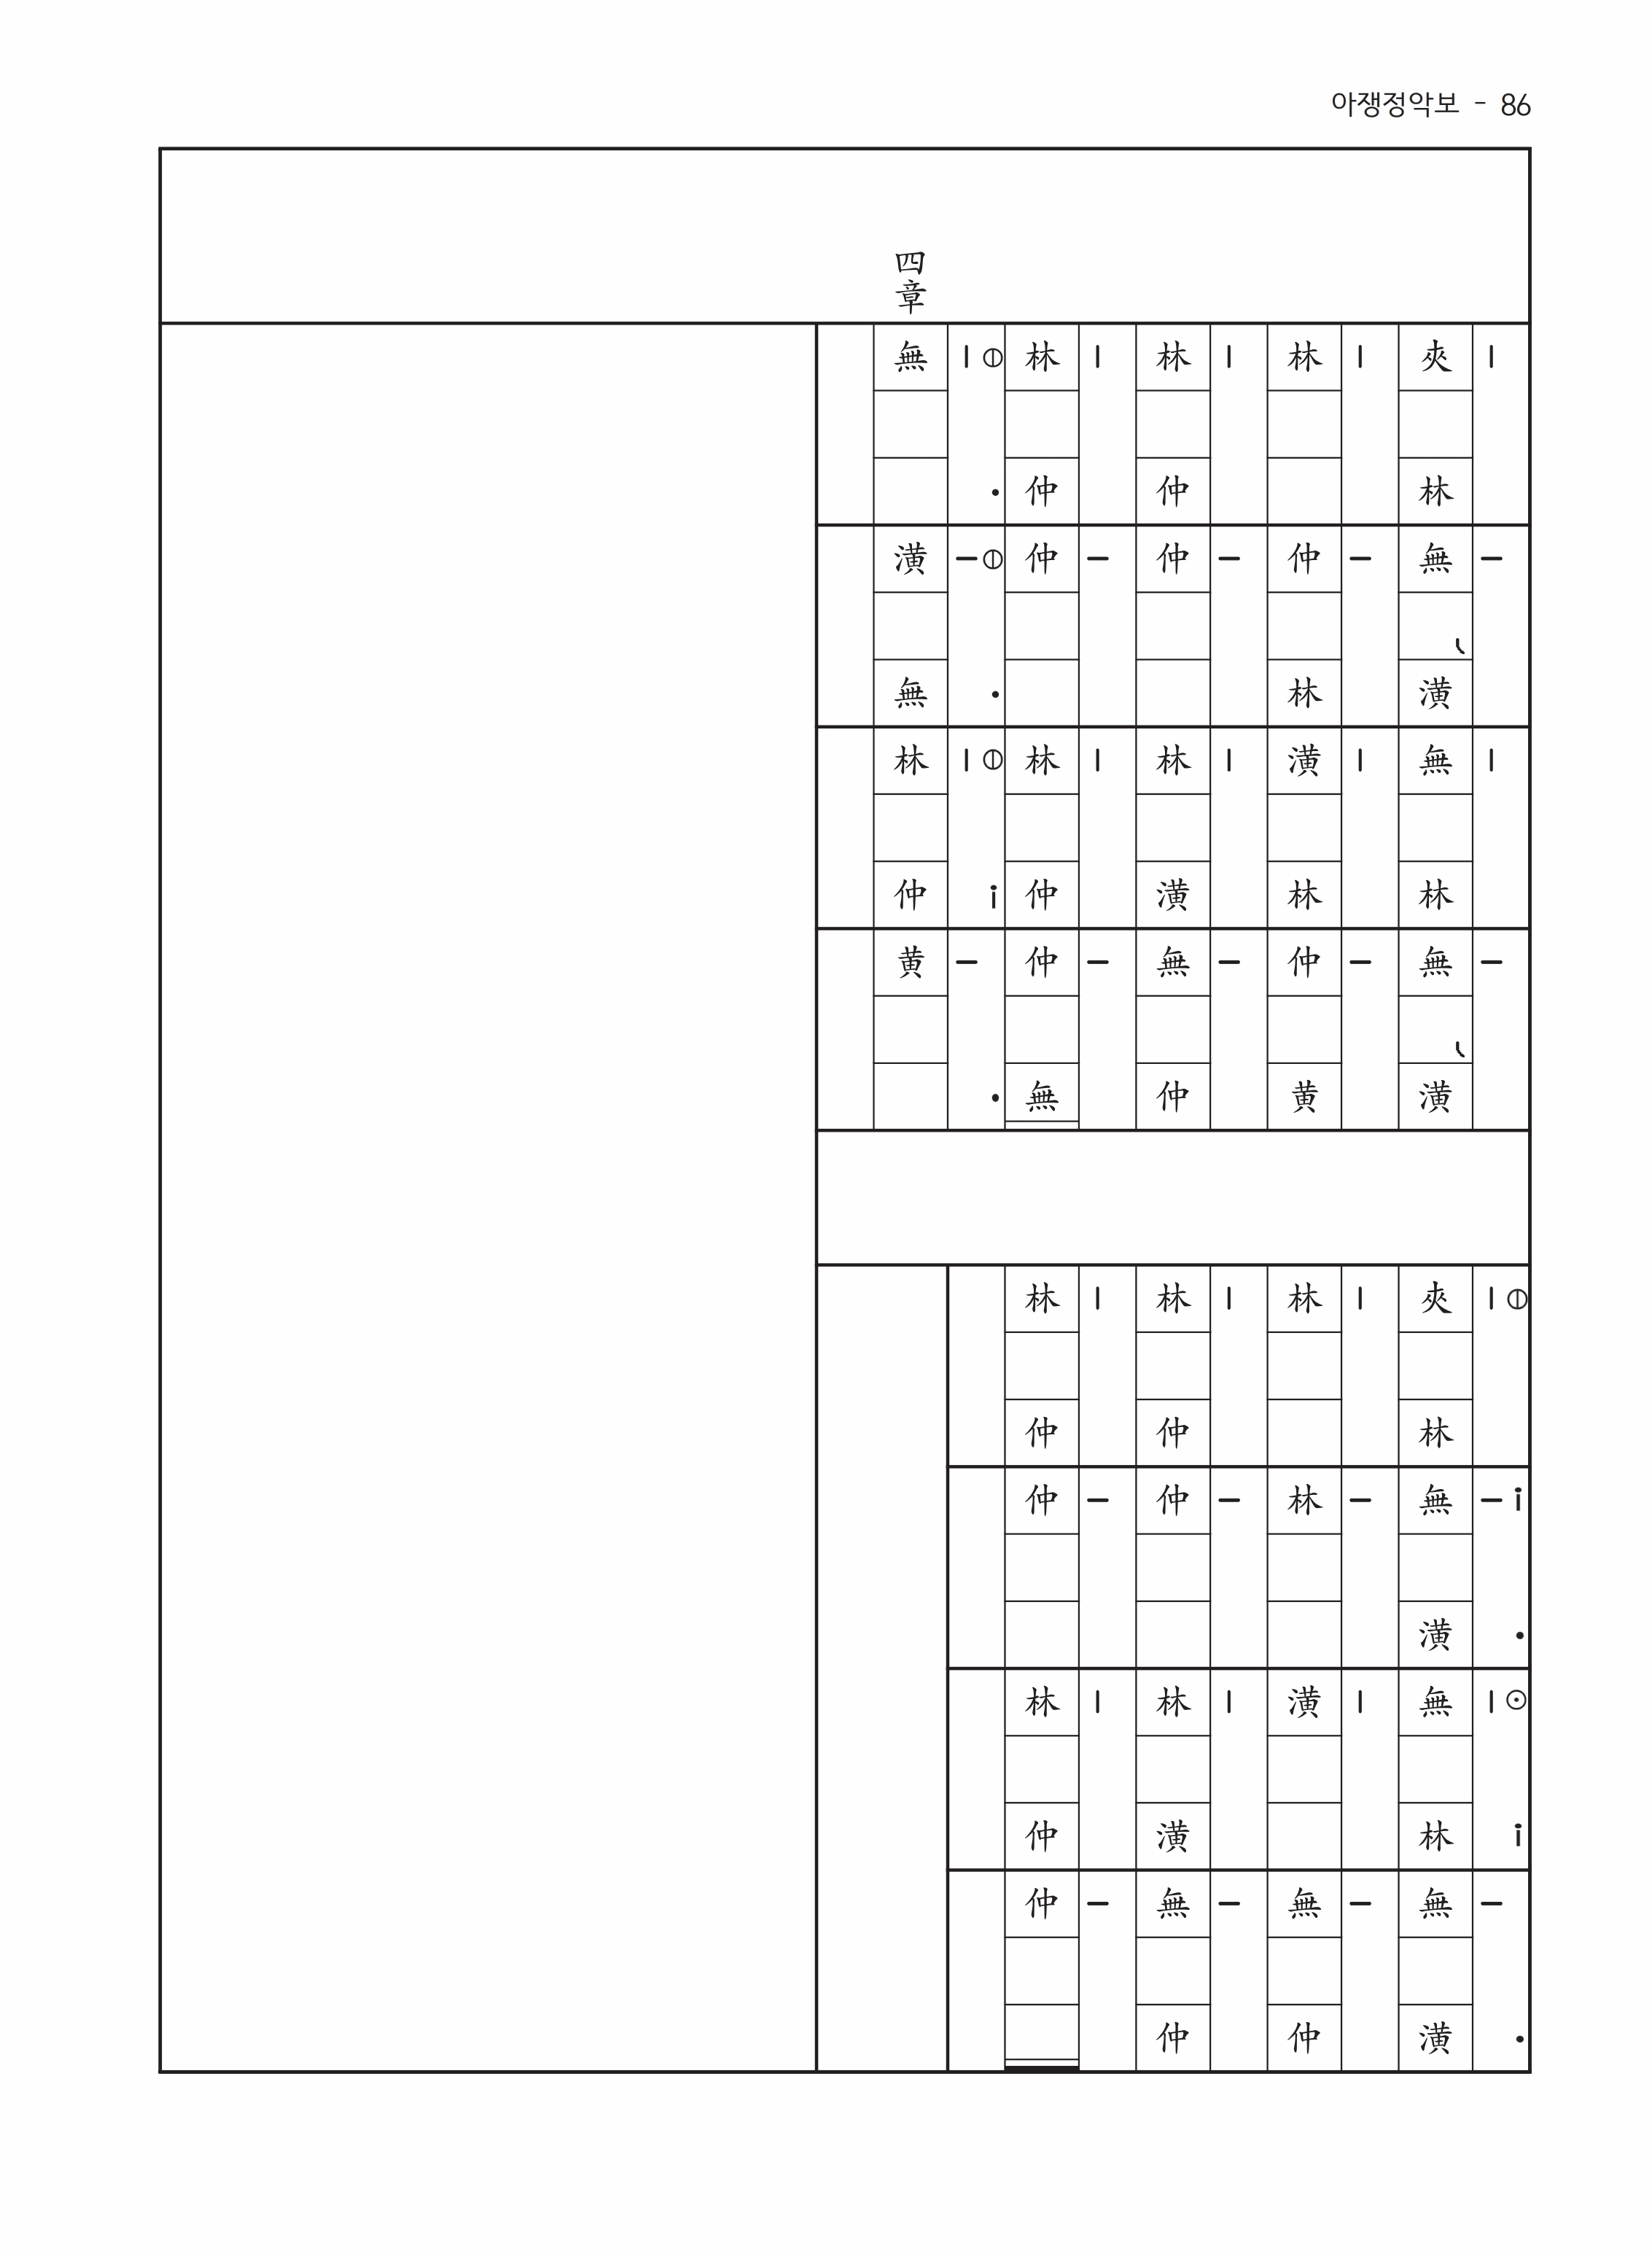 아쟁정악보 - 86
夾 林 無 潢 無 林 無 潢
林 仲 林 潢 林 仲 黄
林 仲 仲 林 潢 無 仲
林 仲 仲 林 仲 仲 無
四章
無 潢 無 林 仲 黄
夾 林 無 潢 無 林 無 潢
林 林 潢 無 仲
林 仲 仲 林 潢 無 仲
林 仲 仲 林 仲 仲